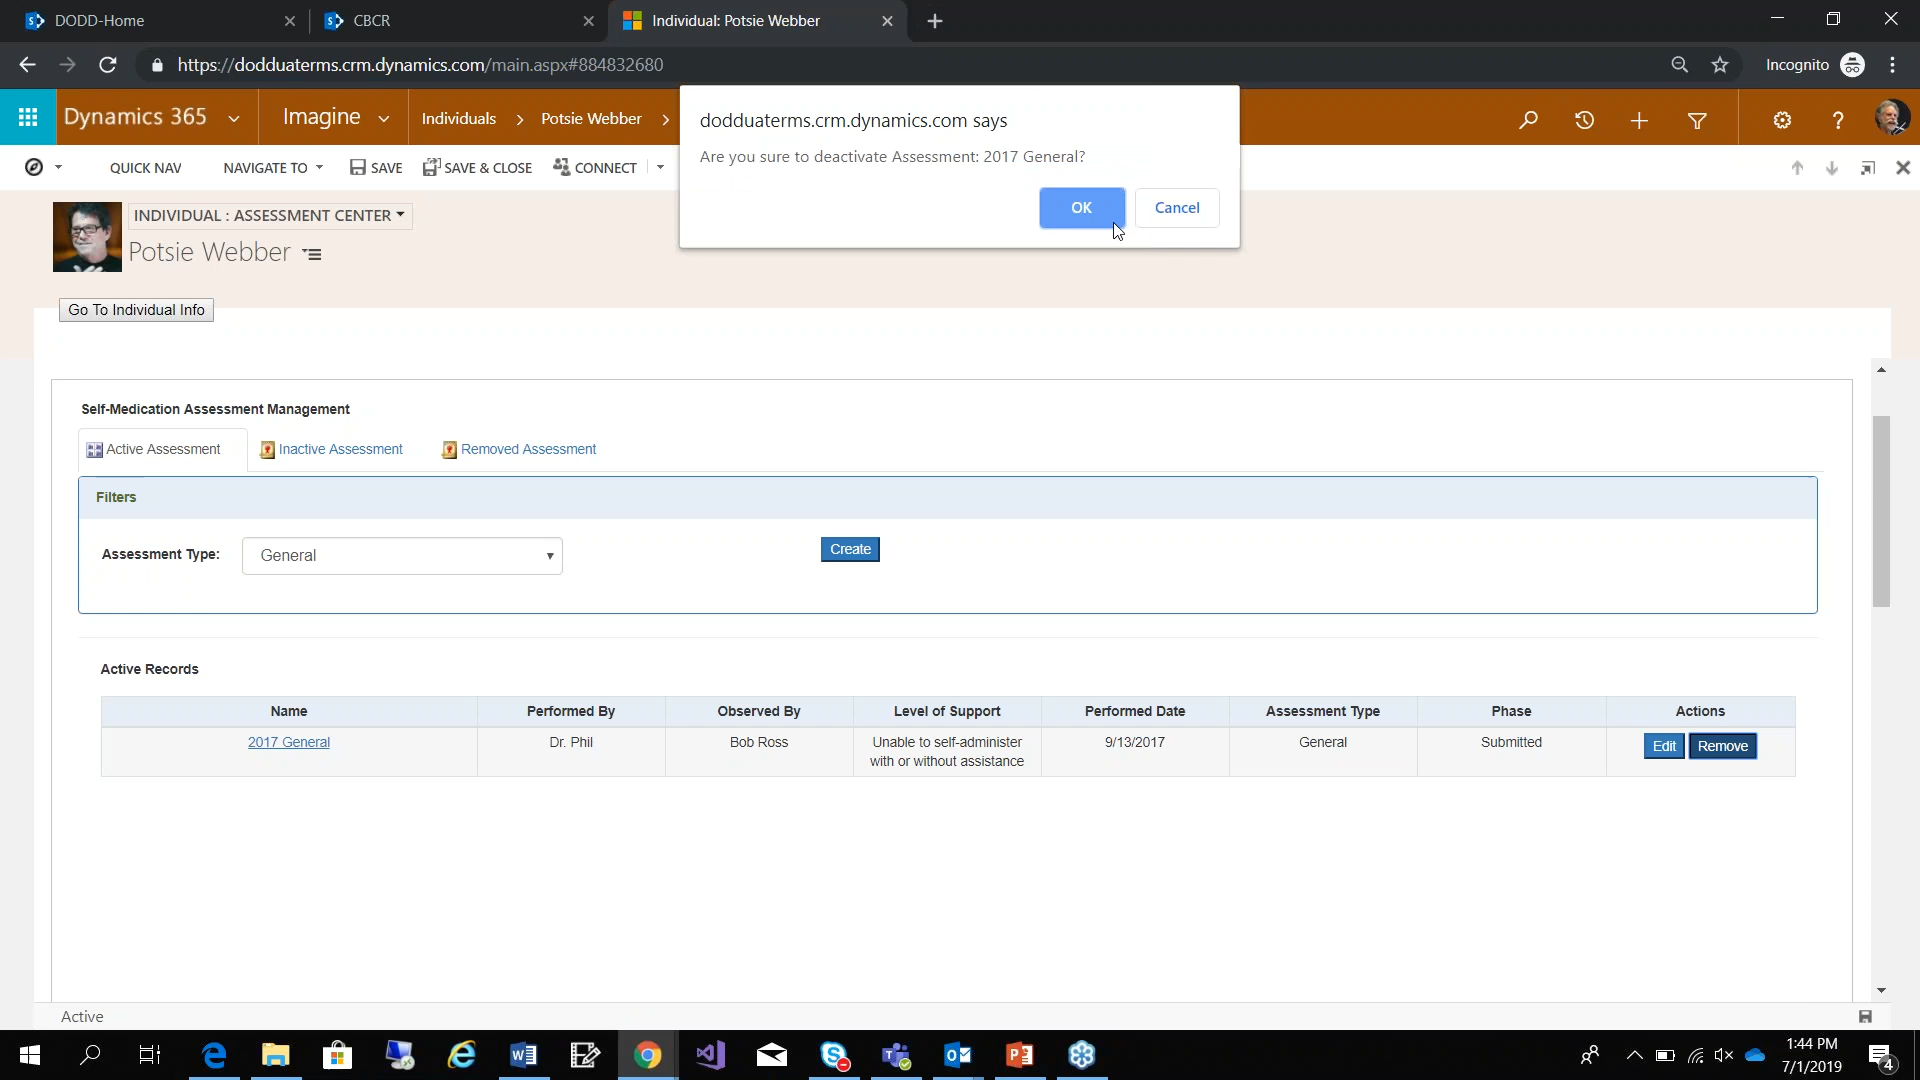 DODD-Home
CBCR
Individual: Potsie Webber
https://dodduaterms.crm.dynamics.com/main.aspx#884832680
Incognito
Dynamics 365
Imagine
Individuals > Potsie Webber >
dodduaterms.crm.dynamics.com says
Are you sure to deactivate Assessment: 2017 General?
OK
Cancel
QUICK NAV
NAVIGATE TO
SAVE
SAVE & CLOSE
CONNECT
INDIVIDUAL : ASSESSMENT CENTER
Potsie Webber
Go To Individual Info
Self-Medication Assessment Management
Active Assessment
Inactive Assessment
Removed Assessment
Filters
Assessment Type:
General
Create
Active Records
Name
Performed By
Observed By
Level of Support
Performed Date
Assessment Type
Phase
Actions
2017 General
Dr. Phil
Bob Ross
Unable to self-administer
with or without assistance
9/13/2017
General
Submitted
Edit
Remove
Active
1:44 PM
7/1/2019
4